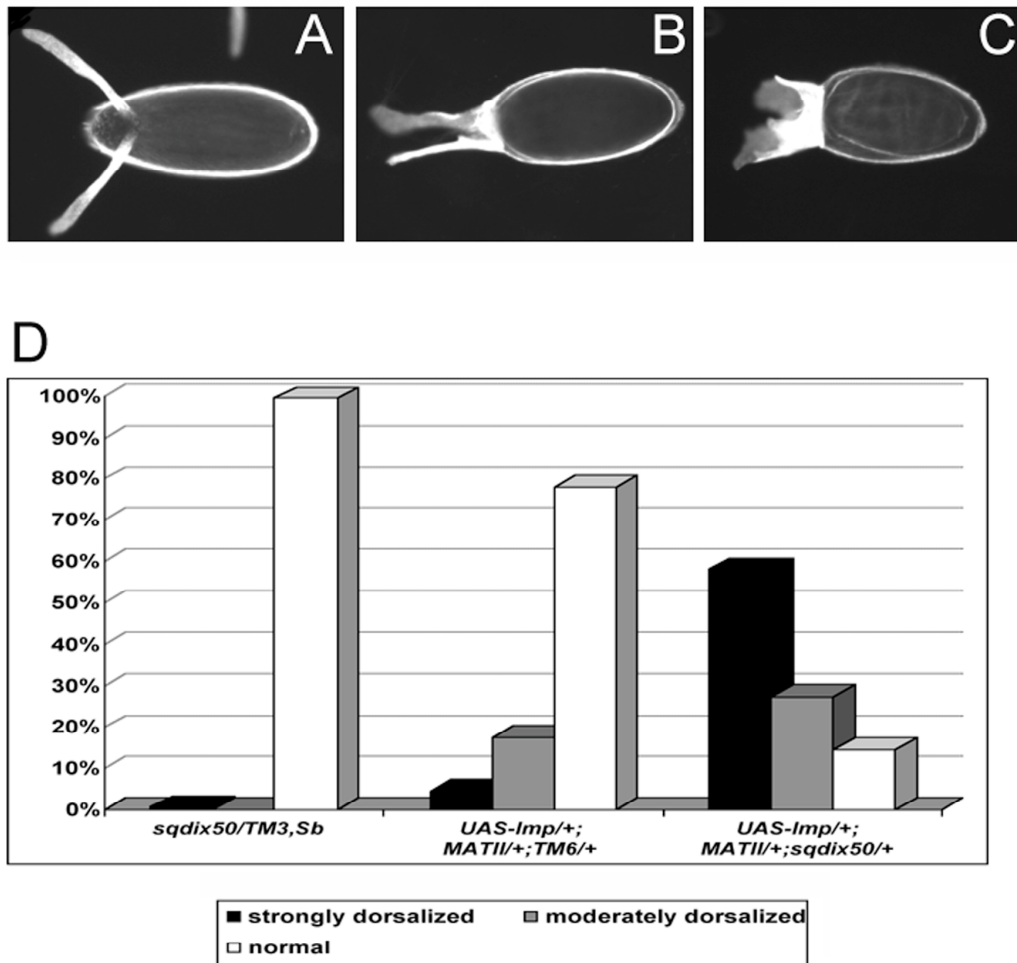 A
B
C
D
100%
90%
80%
70%
60%
50%
40%
30%
20%
10%
0%
sqdix50/TM3,Sb
UAS-Imp/+;
MATII/+;TM6/+
UAS-Imp/+;
MATII/+;sqdix50/+
strongly dorsalized
moderately dorsalized
normal